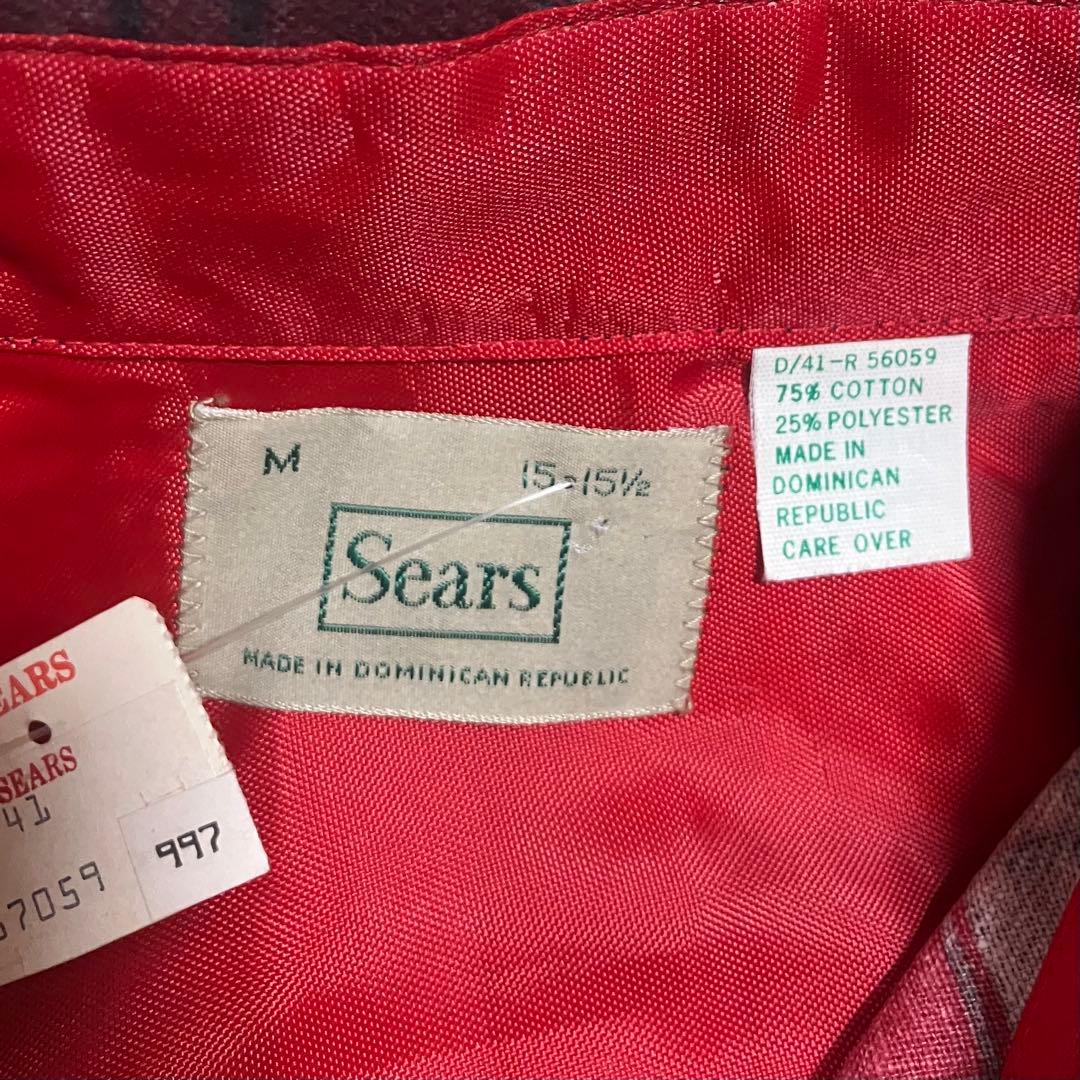 M
15-15½
Sears
MADE IN DOMINICAN REPUBLIC
D/41-R 56059
75% COTTON
25% POLYESTER
MADE IN
DOMINICAN
REPUBLIC
CARE OVER
EARS
SEARS
41
7059
997